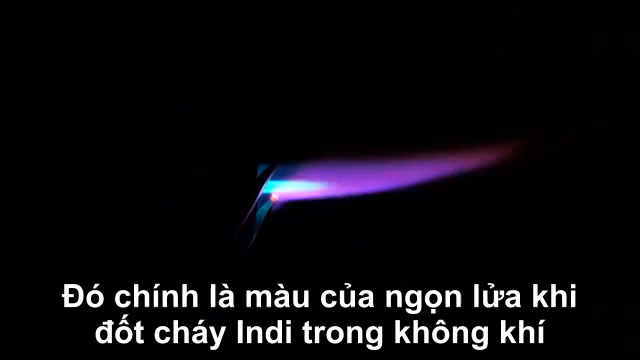 Đó chính là màu của ngọn lửa khi
đốt cháy Indi trong không khí